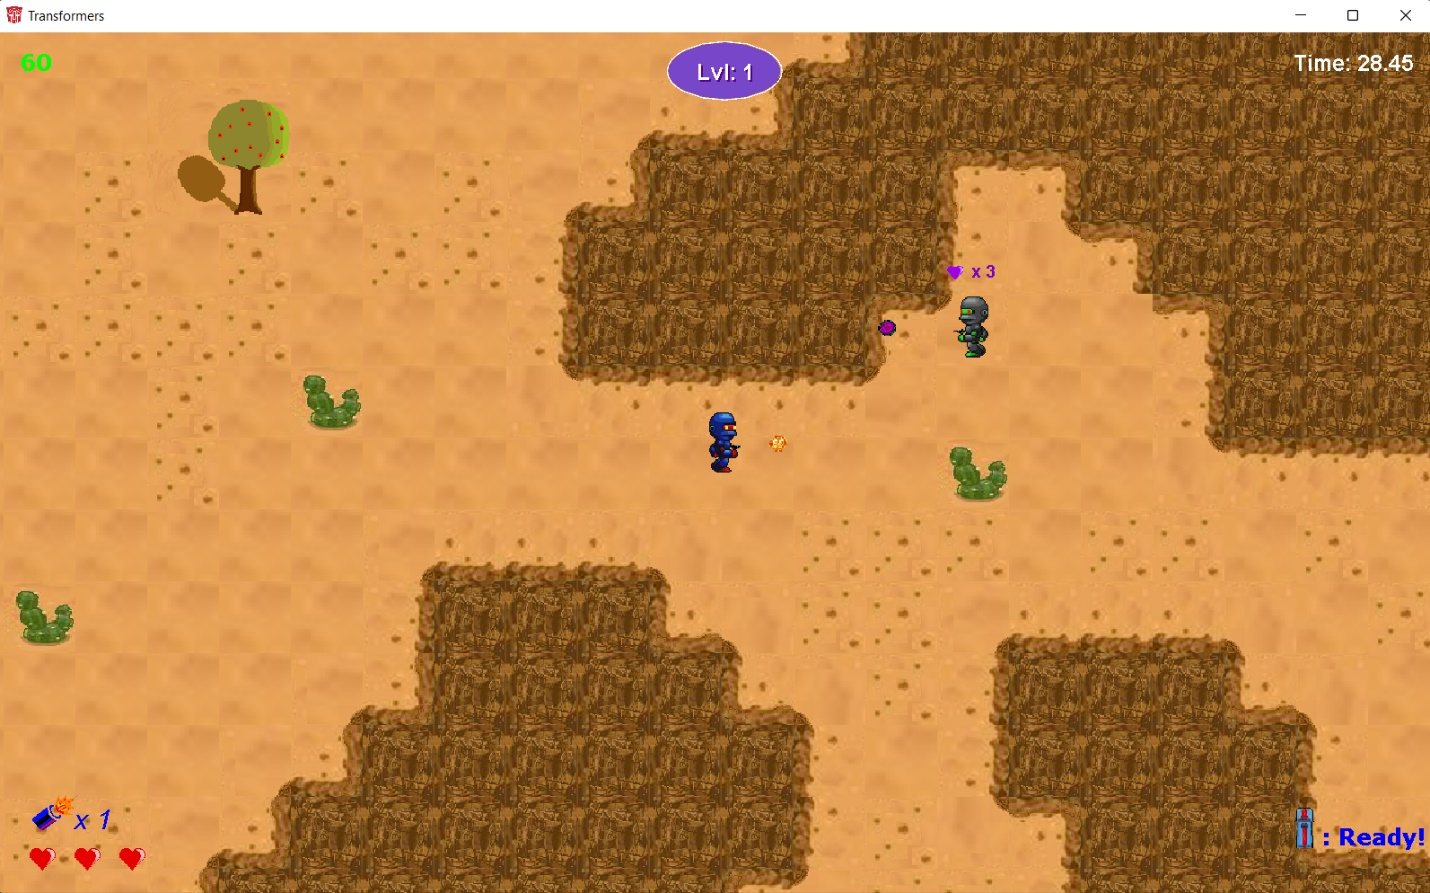 Transformers
60
Lvl: 1
Time: 28.45
x 3
x 1
: Ready!